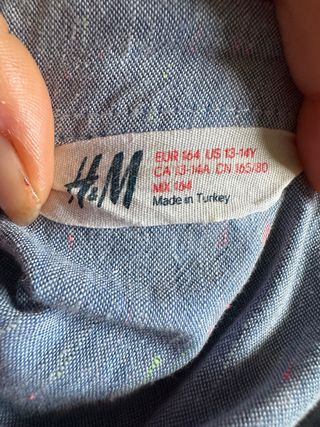 H&M
EUR 164 US 13-14Y
CA 13-14A CN 165/80
MX 164
Made in Turkey